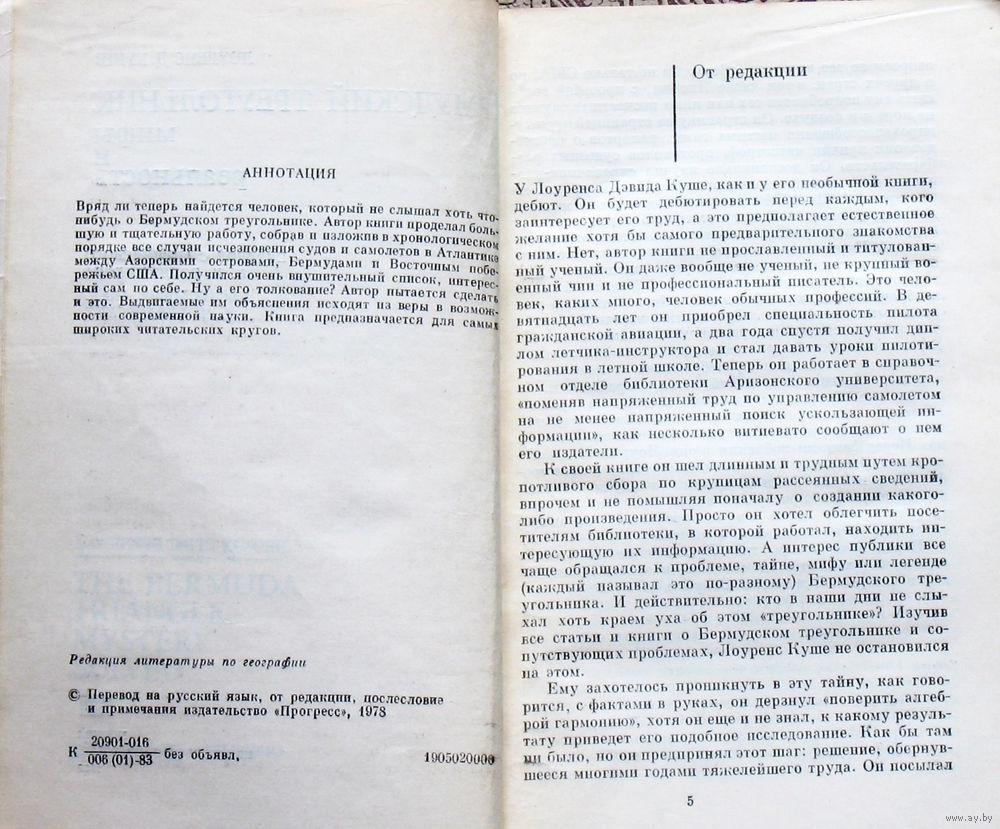 АННОТАЦИЯ
Вряд ли теперь найдется человек, который не слышал хоть что-
нибудь о Бермудском треугольнике. Автор книги проделал боль-
шую и тщательную работу, собрав и изложив в хронологическом
порядке все случаи исчезновения судов и самолетов в Атлантике
между Азорскими островами, Бермудами и Восточным побе-
режьем США. Получился очень внушительный список, интерес-
ный сам по себе. Ну а его толкование? Автор пытается сделать
и это. Выдвигаемые им объяснения исходят из веры в возмож-
ности современной науки. Книга предназначается для самых
широких читательских кругов.
Редакция литературы по географии
© Перевод на русский язык, от редакции, послесловие
и примечания издательство «Прогресс», 1978
К 20901-016 без объявл,
006 (01)-83
1905020000
От редакции
У Лоуренса Дэвида Куше, как и у его необычной книги,
дебют. Он будет дебютировать перед каждым, кого
заинтересует его труд, а это предполагает естественное
желание хотя бы самого предварительного знакомства
с ним. Нет, автор книги не прославленный и титулован-
ный ученый. Он даже вообще не ученый, не крупный во-
енный чин и не профессиональный писатель. Это чело-
век, каких много, человек обычных профессий. В де-
вятнадцать лет он приобрел специальность пилота
гражданской авиации, а два года спустя получил дип-
лом летчика-инструктора и стал давать уроки пилоти-
рования в летной школе. Теперь он работает в справоч-
ном отделе библиотеки Аризонского университета,
«поменяв напряженный труд по управлению самолетом
на не менее напряженный поиск ускользающей ин-
формации», как несколько витиевато сообщают о нем
его издатели.
К своей книге он шел длинным и трудным путем кро-
потливого сбора по крупицам рассеянных сведений,
впрочем и не помышляя поначалу о создании какого-
либо произведения. Просто он хотел облегчить посе-
тителям библиотеки, в которой работал, находить ин-
тересующую их информацию. А интерес публики все
чаще обращался к проблеме, тайне, мифу или легенде
(каждый называл это по-разному) Бермудского тре-
угольника. И действительно: кто в наши дни не слы-
хал хоть краем уха об этом «треугольнике»? Изучив
все статьи и книги о Бермудском треугольнике и со-
путствующих проблемах, Лоуренс Куше не остановился
на этом.
Ему захотелось проникнуть в эту тайну, как гово-
рится, с фактами в руках, он дерзнул «поверить алгеб-
рой гармонию», хотя он еще и не знал, к какому резуль-
тату приведет его подобное исследование. Как бы там
ни было, но он предпринял этот шаг: решение, обернув-
шееся многими годами тяжелейшего труда. Он посылал
5
www.ay.by